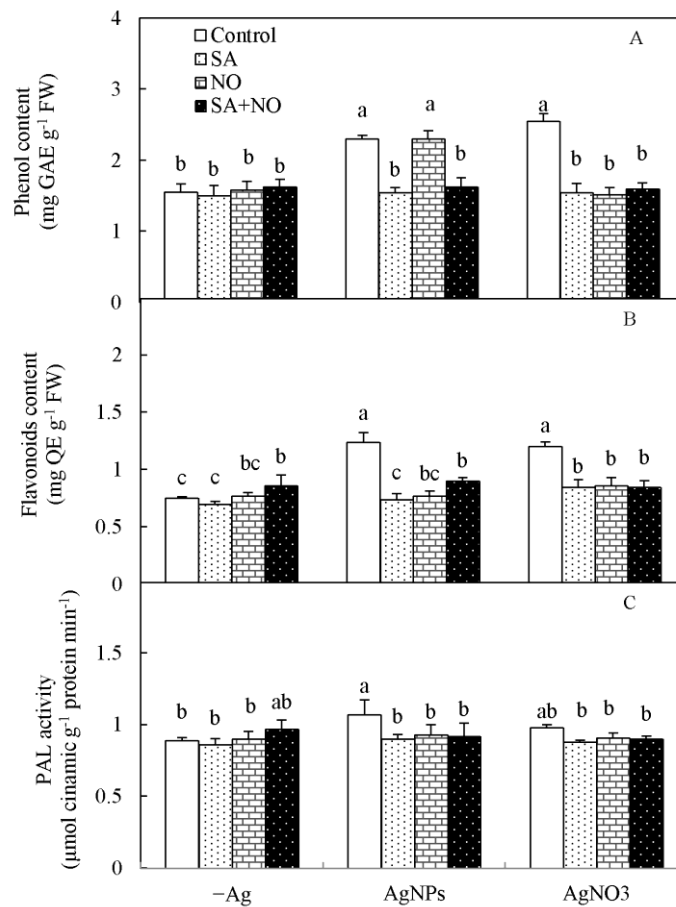 Control
SA
NO
SA+NO
A
Phenol content
(mg GAE g⁻¹ FW)
4
3
2
1
0
b b b b
a b a b
a b b b
B
Flavonoids content
(mg QE g⁻¹ FW)
2
1.5
1
0.5
0
c c bc b
a c bc b
a b b b
C
PAL activity
(µmol cinamic g⁻¹ protein min⁻¹)
1.5
1
0.5
0
b b b ab
a b b b
ab b b b
−Ag AgNPs AgNO3